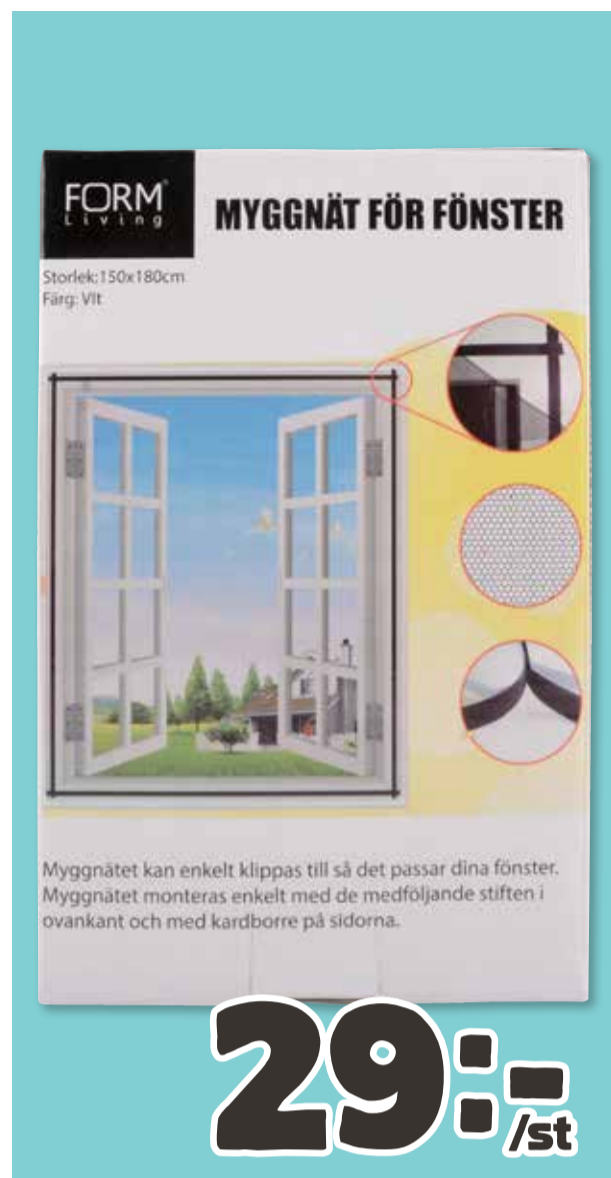 FORM
Living
MYGGNÄT FÖR FÖNSTER
Storlek:150x180cm
Färg: VIt
Myggnätet kan enkelt klippas till så det passar dina fönster.
Myggnätet monteras enkelt med de medföljande stiften i
ovankant och med kardborre på sidorna.
29:-
/st